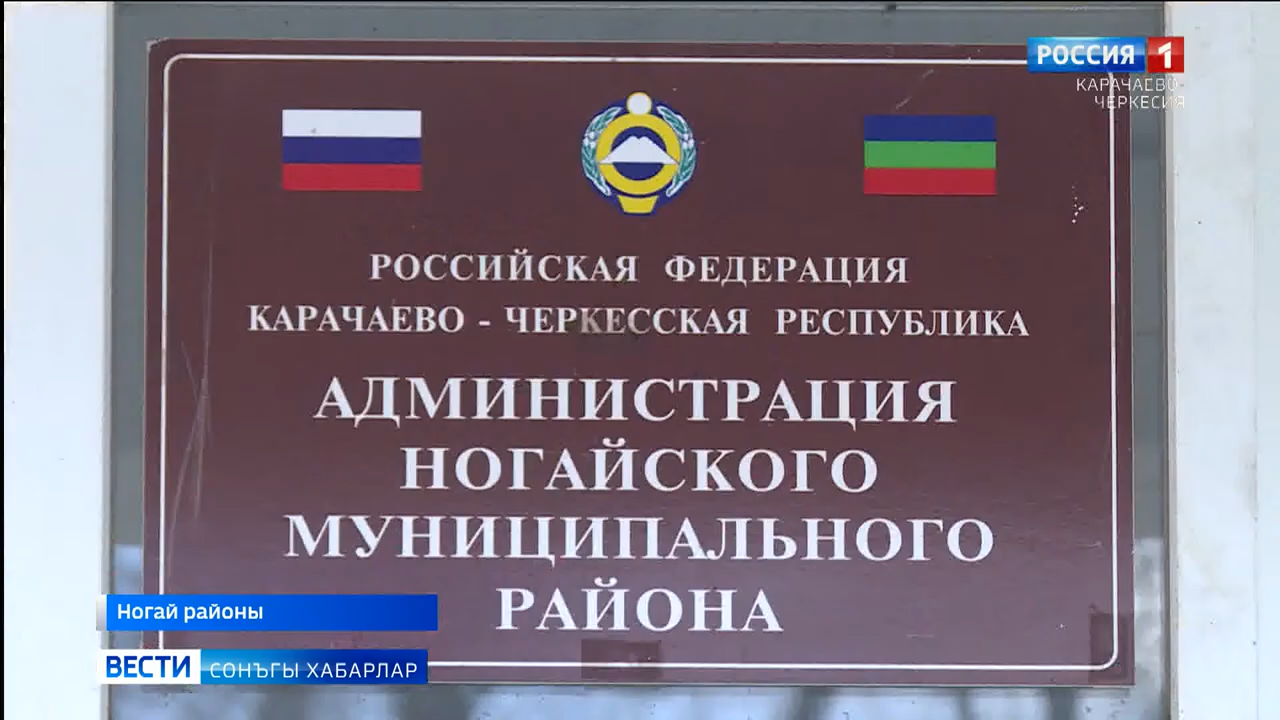 РОССИЯ 1
КАРАЧАЕВО-
ЧЕРКЕСИЯ
РОССИЙСКАЯ ФЕДЕРАЦИЯ
КАРАЧАЕВО - ЧЕРКЕССКАЯ РЕСПУБЛИКА
АДМИНИСТРАЦИЯ
НОГАЙСКОГО
МУНИЦИПАЛЬНОГО
РАЙОНА
Ногай районы
ВЕСТИ СОНЪГЫ ХАБАРЛАР